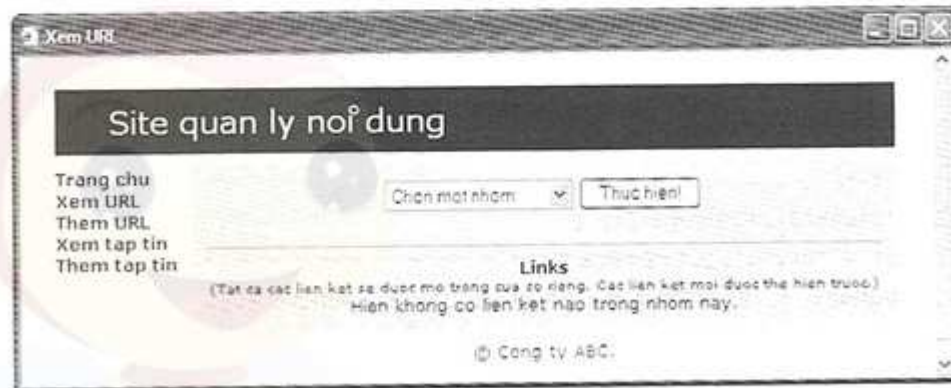 Xem URL
Site quan ly noi dung
Trang chu
Xem URL
Them URL
Xem tap tin
Them tap tin
Chon mot nhom
Thuc hien!
Links
(Tat ca cac lien ket se duoc mo trong cua so rieng. Cac lien ket moi duoc the hien truoc.)
Hien khong co lien ket nao trong nhom nay.
© Cong ty ABC.